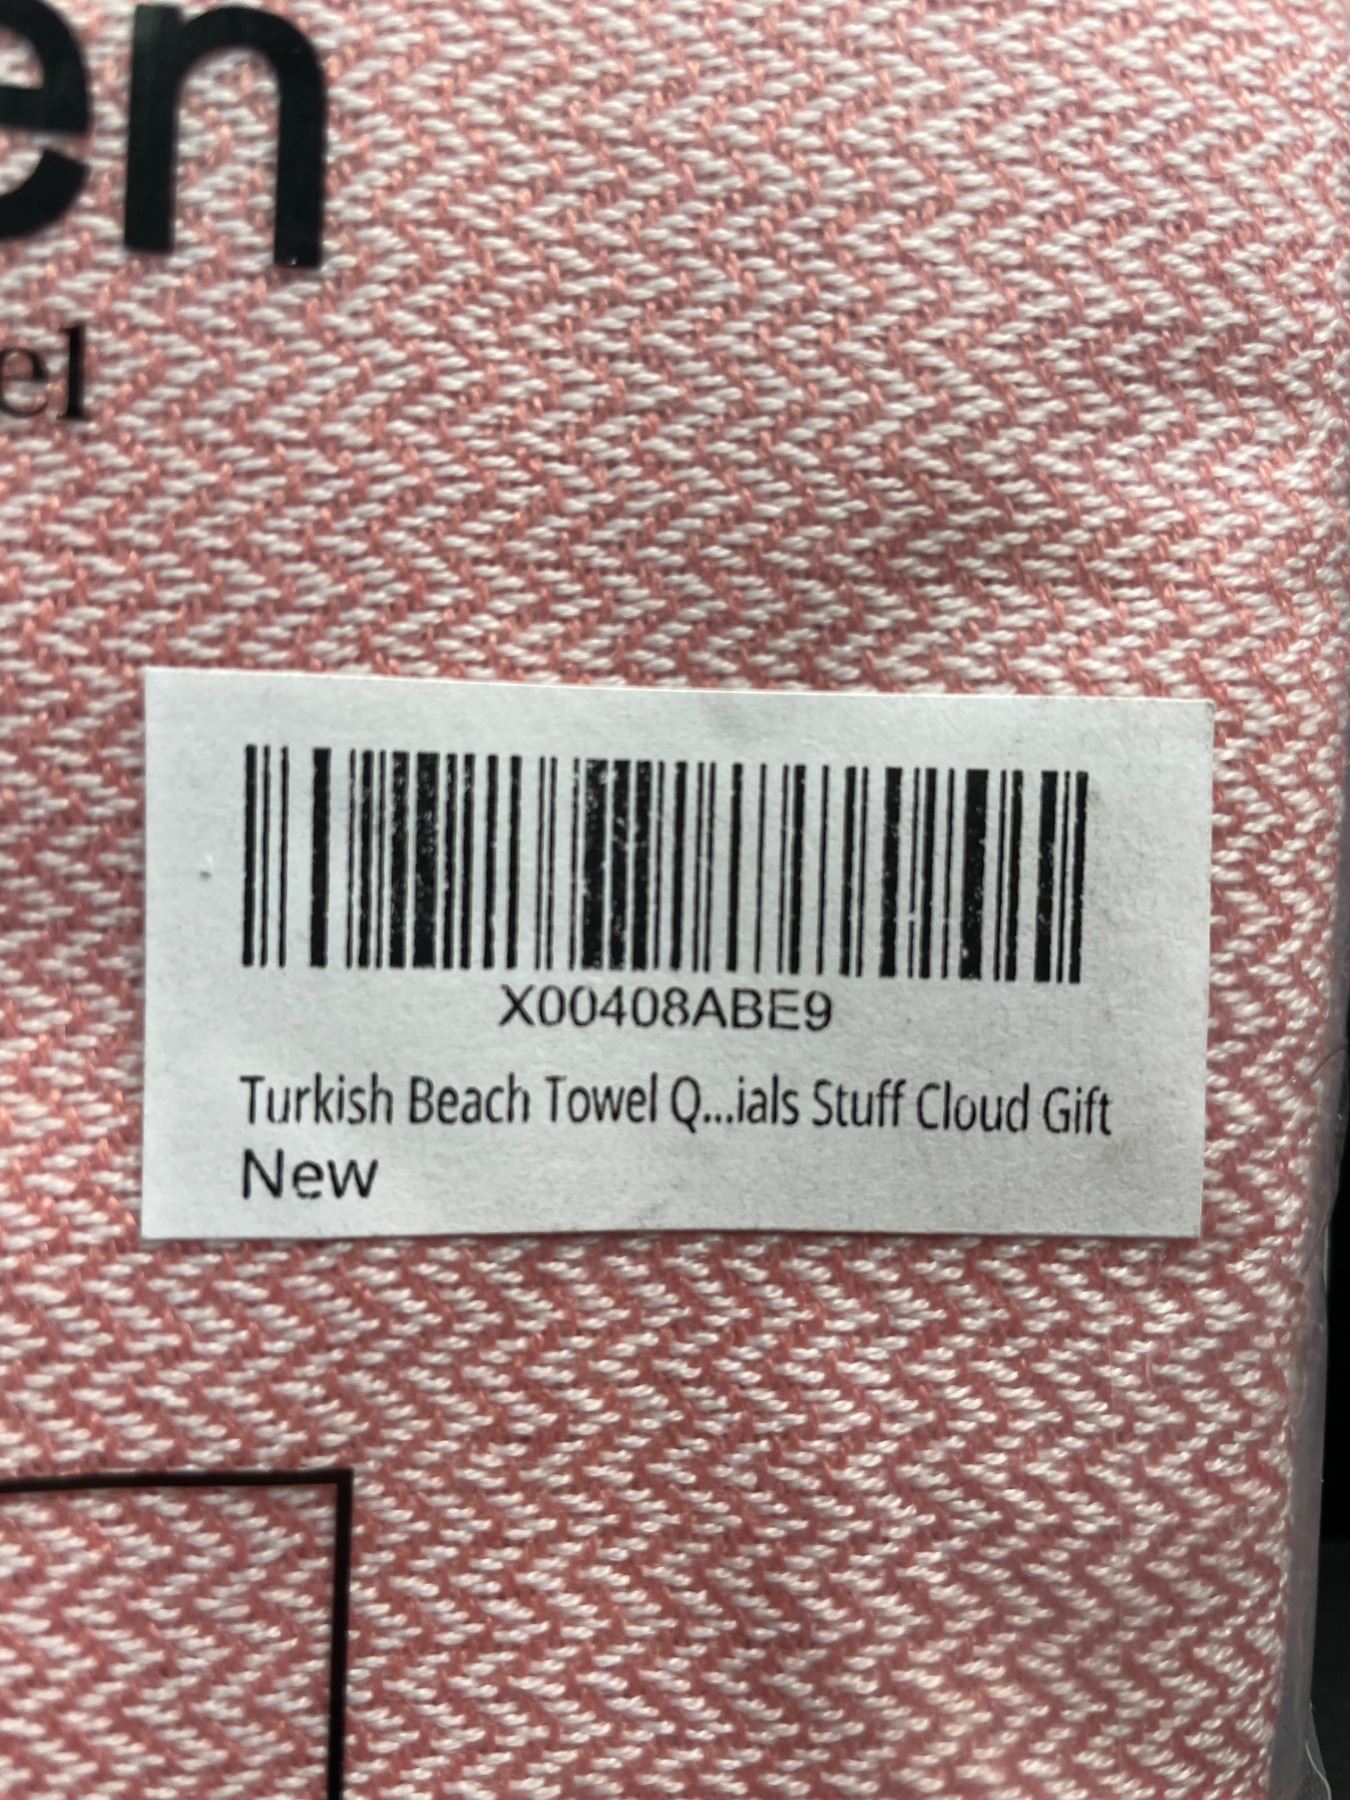 en
el
X00408ABE9
Turkish Beach Towel Q...ials Stuff Cloud Gift
New